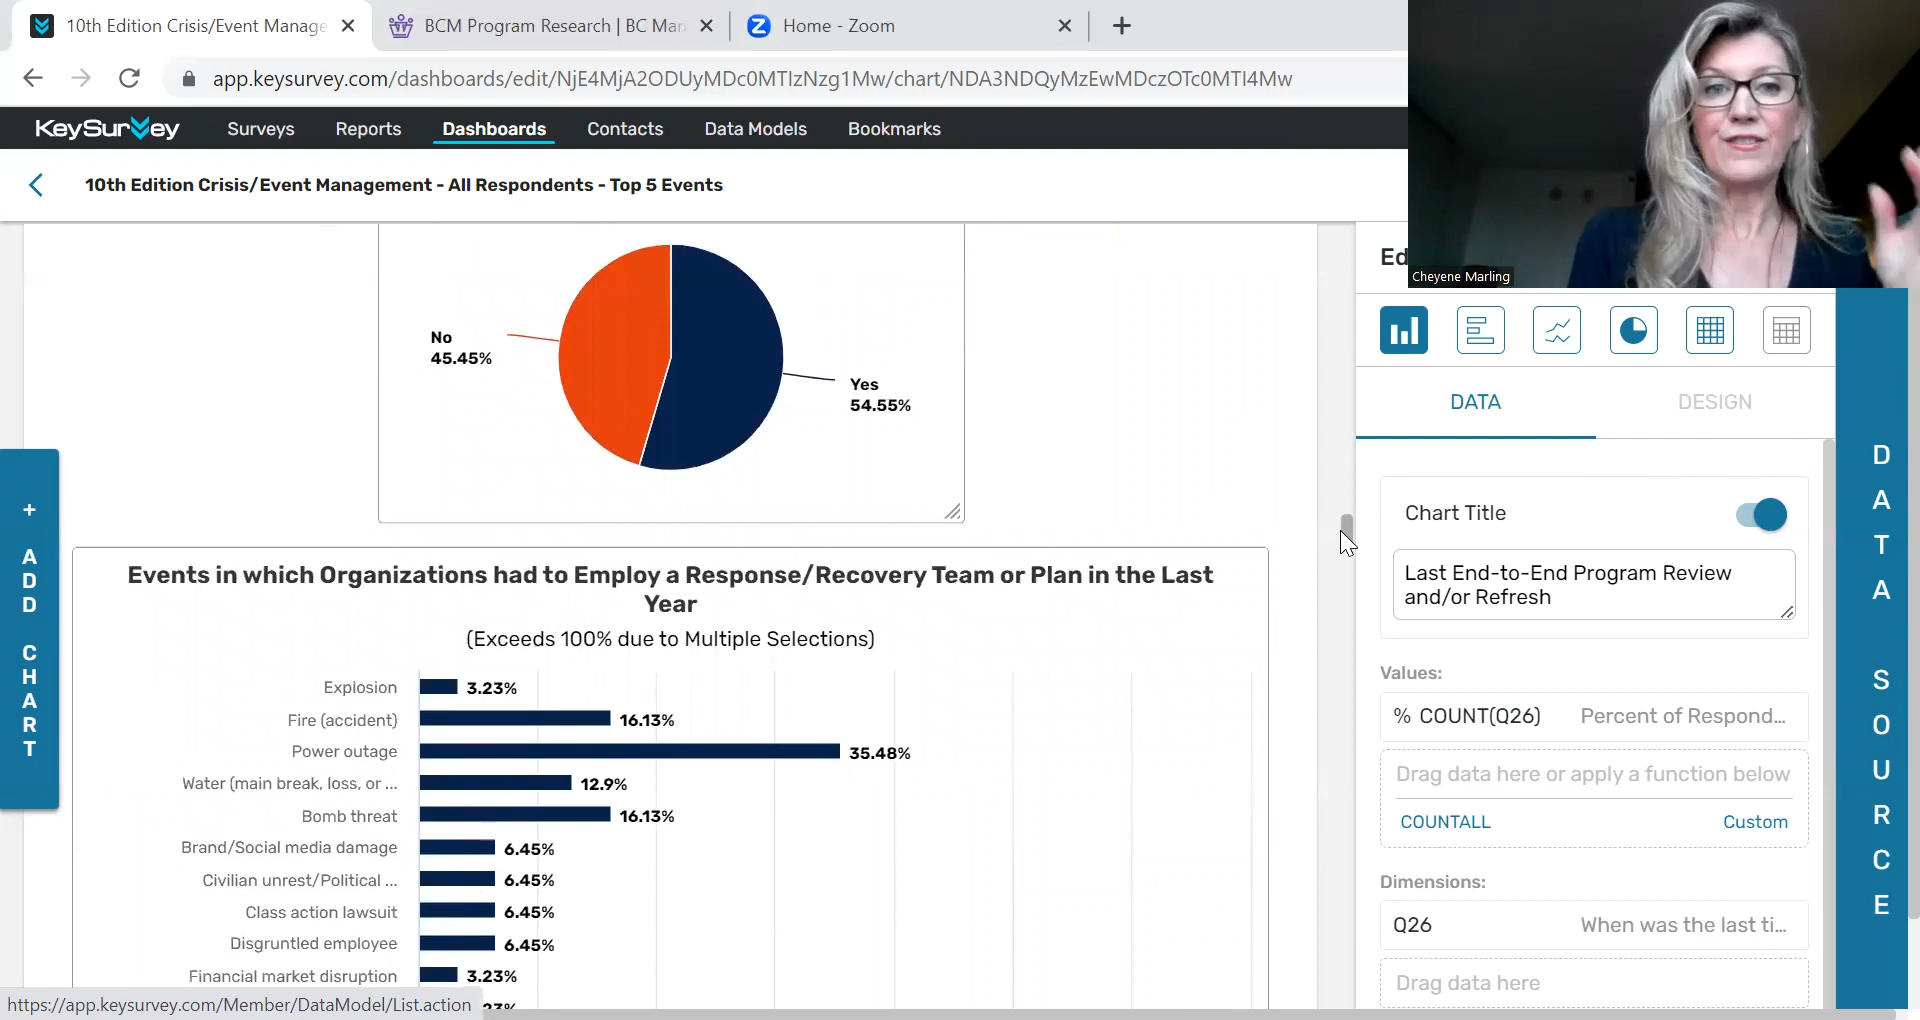 10th Edition Crisis/Event Manage
BCM Program Research | BC Man
Home - Zoom
app.keysurvey.com/dashboards/edit/NjE4MjA2ODUyMDc0MTIzNzg1Mw/chart/NDA3NDQyMzEwMDczOTc0MTI4Mw
KeySurvey
Surveys
Reports
Dashboards
Contacts
Data Models
Bookmarks
10th Edition Crisis/Event Management - All Respondents - Top 5 Events
Cheyene Marling
Ed
No
45.45%
Yes
54.55%
DATA
DESIGN
+ ADD CHART
Events in which Organizations had to Employ a Response/Recovery Team or Plan in the Last
Year
(Exceeds 100% due to Multiple Selections)
Explosion 3.23%
Fire (accident) 16.13%
Power outage 35.48%
Water (main break, loss, or ... 12.9%
Bomb threat 16.13%
Brand/Social media damage 6.45%
Civilian unrest/Political ... 6.45%
Class action lawsuit 6.45%
Disgruntled employee 6.45%
Financial market disruption 3.23%
Chart Title
Last End-to-End Program Review
and/or Refresh
Values:
% COUNT(Q26) Percent of Respond...
Drag data here or apply a function below
COUNTALL Custom
Dimensions:
Q26 When was the last ti...
Drag data here
DATA SOURCE
https://app.keysurvey.com/Member/DataModel/List.action